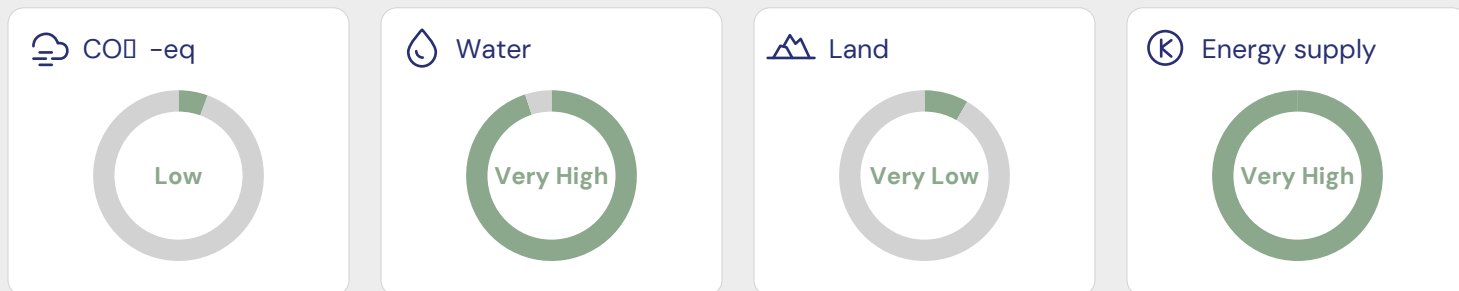 CO▯ -eq
Water
Land
Energy supply
Low
Very High
Very Low
Very High